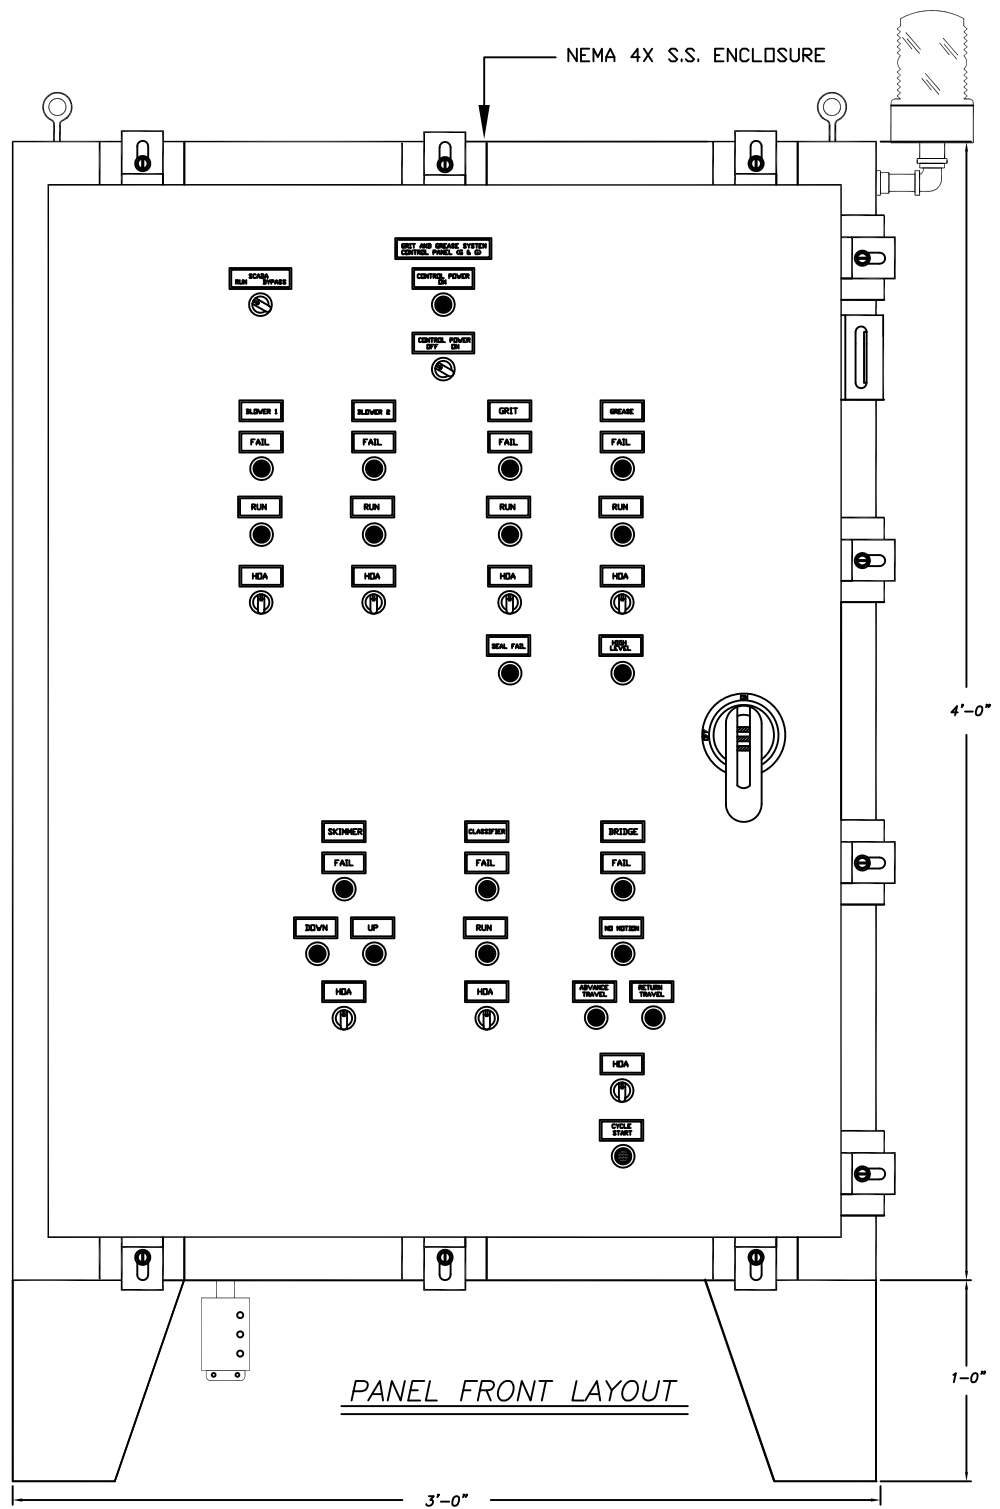 NEMA 4X S.S. ENCLOSURE
GRIT AND GREASE SYSTEM
CONTROL PANEL (G & G)
SCADA
RUN BYPASS
CONTROL POWER
ON
CONTROL POWER
OFF ON
BLOWER 1
BLOWER 2
GRIT
GREASE
FAIL
FAIL
FAIL
FAIL
RUN
RUN
RUN
RUN
HOA
HOA
HOA
HOA
SEAL FAIL
HIGH
LEVEL
ON
OFF
4'-0"
SKIMMER
CLASSIFIER
BRIDGE
FAIL
FAIL
FAIL
DOWN
UP
RUN
NO MOTION
HOA
HOA
ADVANCE
TRAVEL
RETURN
TRAVEL
HOA
CYCLE
START
1-0"
PANEL FRONT LAYOUT
3'-0"